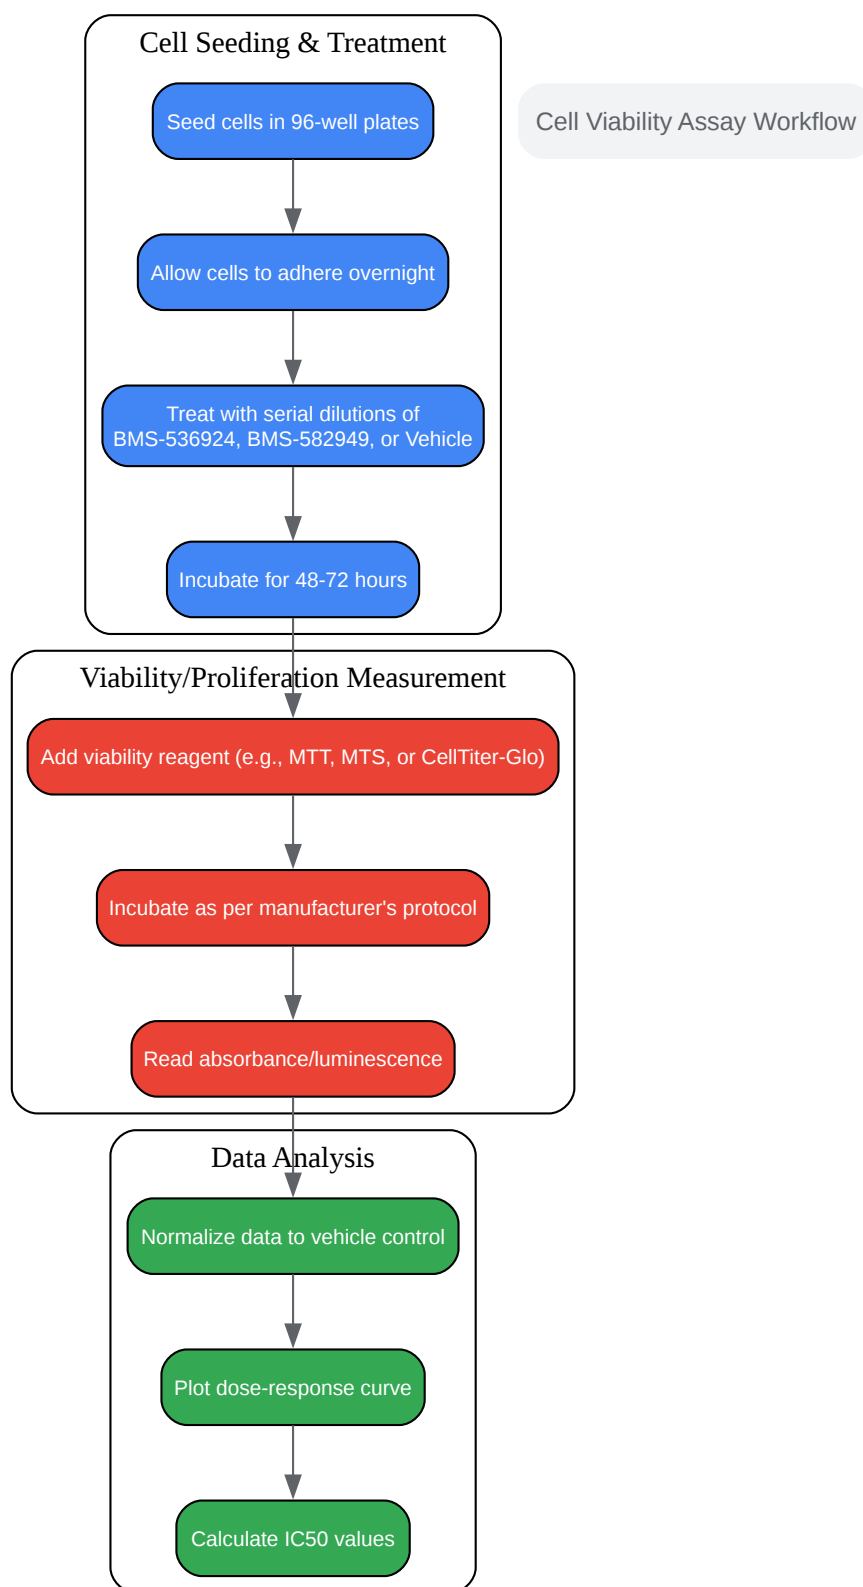 Cell Seeding & Treatment
Seed cells in 96-well plates
Cell Viability Assay Workflow
Allow cells to adhere overnight
Treat with serial dilutions of
BMS-536924, BMS-582949, or Vehicle
Incubate for 48-72 hours
Viability/Proliferation Measurement
Add viability reagent (e.g., MTT, MTS, or CellTiter-Glo)
Incubate as per manufacturer's protocol
Read absorbance/luminescence
Data Analysis
Normalize data to vehicle control
Plot dose-response curve
Calculate IC50 values